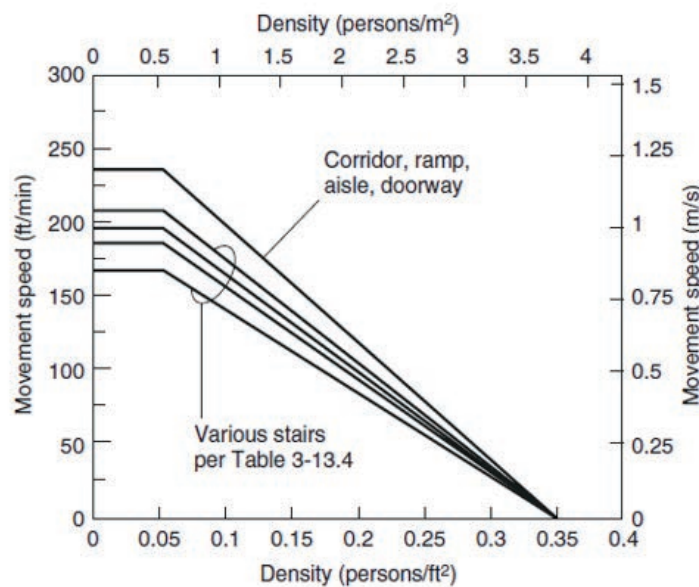 Density (persons/m²)
0 0.5 1 1.5 2 2.5 3 3.5 4
300
250
200
150
100
50
0
Movement speed (ft/min)
Corridor, ramp,
aisle, doorway
Various stairs
per Table 3-13.4
1.5
1.25
1
0.75
0.5
0.25
0
Movement speed (m/s)
0 0.05 0.1 0.15 0.2 0.25 0.3 0.35 0.4
Density (persons/ft²)